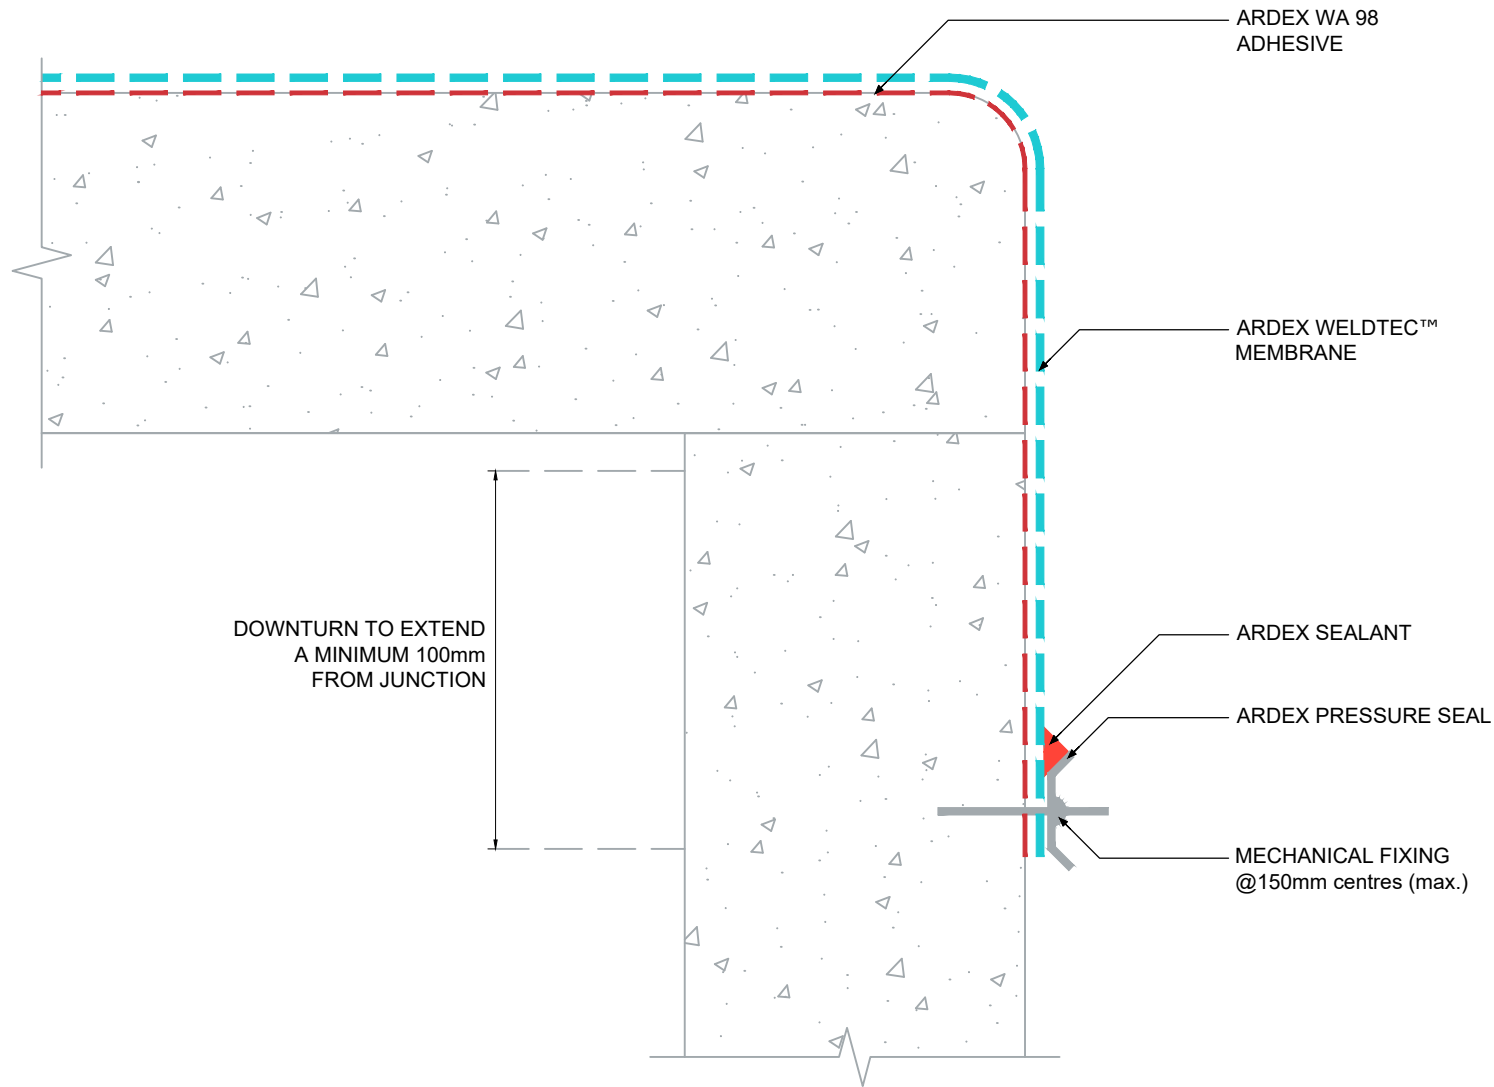 ARDEX WA 98
ADHESIVE
ARDEX WELDTEC™
MEMBRANE
DOWNTURN TO EXTEND
A MINIMUM 100mm
FROM JUNCTION
ARDEX SEALANT
ARDEX PRESSURE SEAL
MECHANICAL FIXING
@150mm centres (max.)